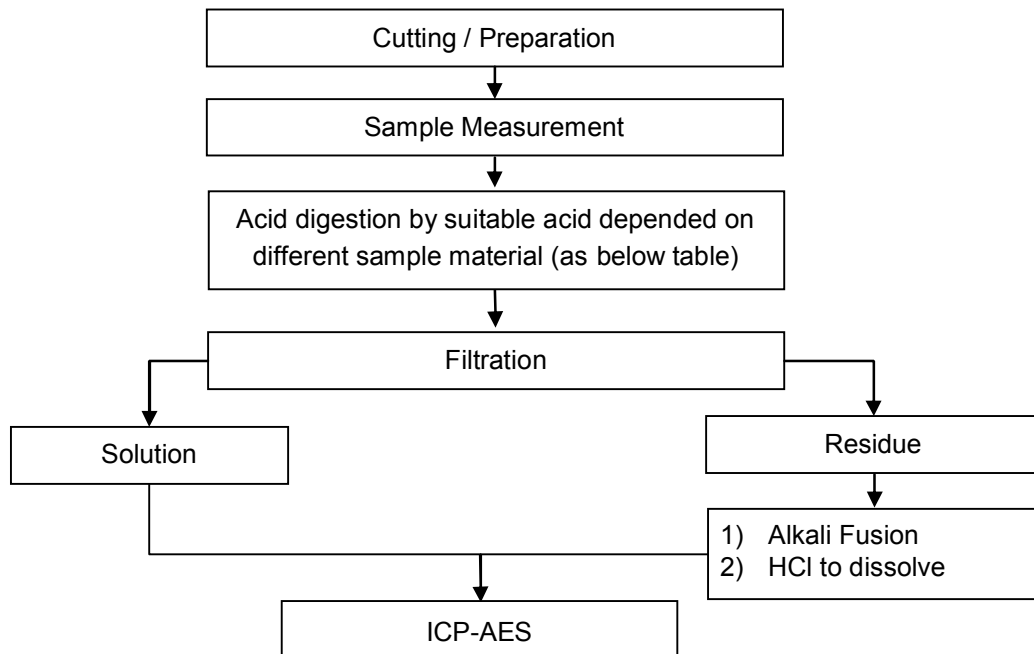 Cutting / Preparation
Sample Measurement
Acid digestion by suitable acid depended on
different sample material (as below table)
Filtration
Solution
Residue
1) Alkali Fusion
2) HCl to dissolve
ICP-AES